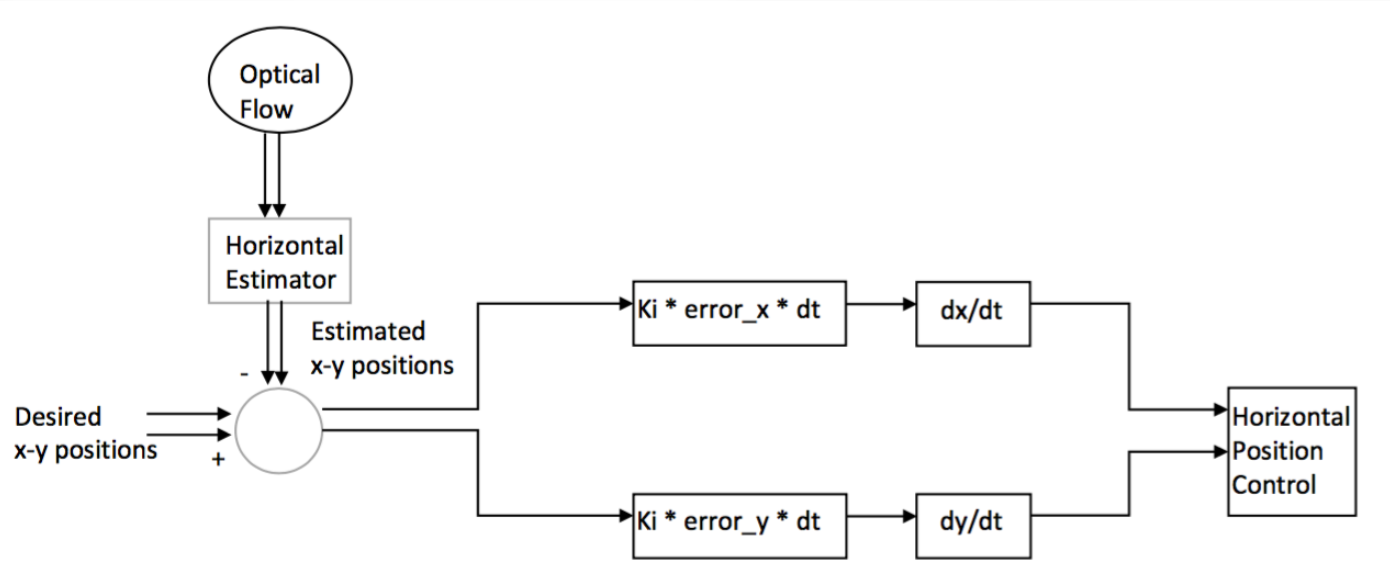 Optical
Flow
Horizontal
Estimator
Estimated
x-y positions
-
Desired
x-y positions
+
Ki * error_x * dt
dx/dt
Ki * error_y * dt
dy/dt
Horizontal
Position
Control